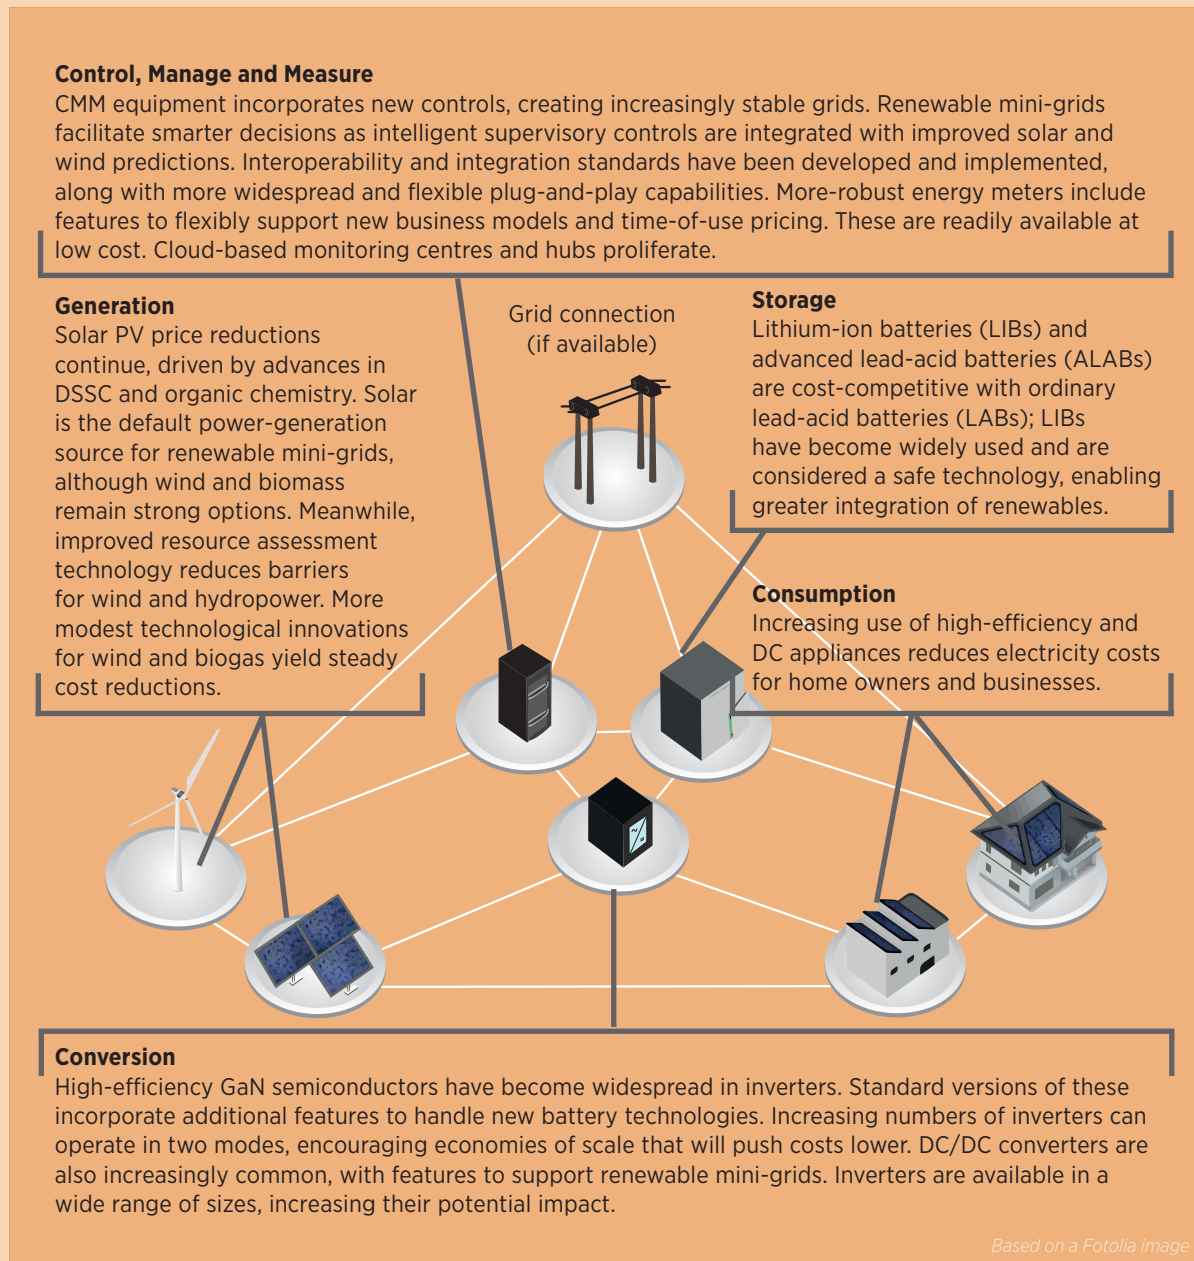 Control, Manage and Measure
CMM equipment incorporates new controls, creating increasingly stable grids. Renewable mini-grids
facilitate smarter decisions as intelligent supervisory controls are integrated with improved solar and
wind predictions. Interoperability and integration standards have been developed and implemented,
along with more widespread and flexible plug-and-play capabilities. More-robust energy meters include
features to flexibly support new business models and time-of-use pricing. These are readily available at
low cost. Cloud-based monitoring centres and hubs proliferate.
Generation
Solar PV price reductions
continue, driven by advances in
DSSC and organic chemistry. Solar
is the default power-generation
source for renewable mini-grids,
although wind and biomass
remain strong options. Meanwhile,
improved resource assessment
technology reduces barriers
for wind and hydropower. More
modest technological innovations
for wind and biogas yield steady
cost reductions.
Grid connection
(if available)
Storage
Lithium-ion batteries (LIBs) and
advanced lead-acid batteries (ALABs)
are cost-competitive with ordinary
lead-acid batteries (LABs); LIBs
have become widely used and are
considered a safe technology, enabling
greater integration of renewables.
Consumption
Increasing use of high-efficiency and
DC appliances reduces electricity costs
for home owners and businesses.
Conversion
High-efficiency GaN semiconductors have become widespread in inverters. Standard versions of these
incorporate additional features to handle new battery technologies. Increasing numbers of inverters can
operate in two modes, encouraging economies of scale that will push costs lower. DC/DC converters are
also increasingly common, with features to support renewable mini-grids. Inverters are available in a
wide range of sizes, increasing their potential impact.
Based on a Fotolia image